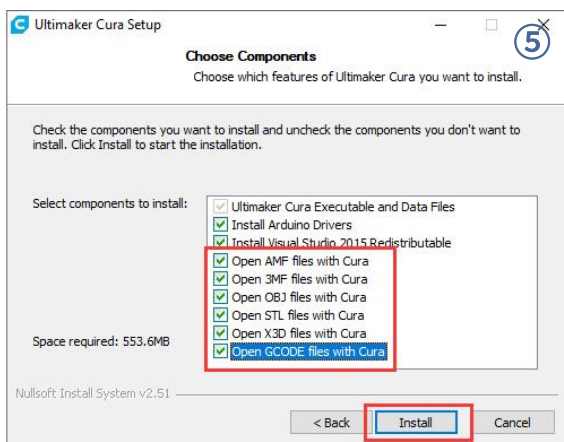 Ultimaker Cura Setup
⑤
Choose Components
Choose which features of Ultimaker Cura you want to install.
Check the components you want to install and uncheck the components you don't want to
install. Click Install to start the installation.
Select components to install:
Ultimaker Cura Executable and Data Files
Install Arduino Drivers
Install Visual Studio 2015 Redistributable
Open AMF files with Cura
Open 3MF files with Cura
Open OBJ files with Cura
Open STL files with Cura
Open X3D files with Cura
Open GCODE files with Cura
Space required: 553.6MB
Nullsoft Install System v2.51
< Back
Install
Cancel